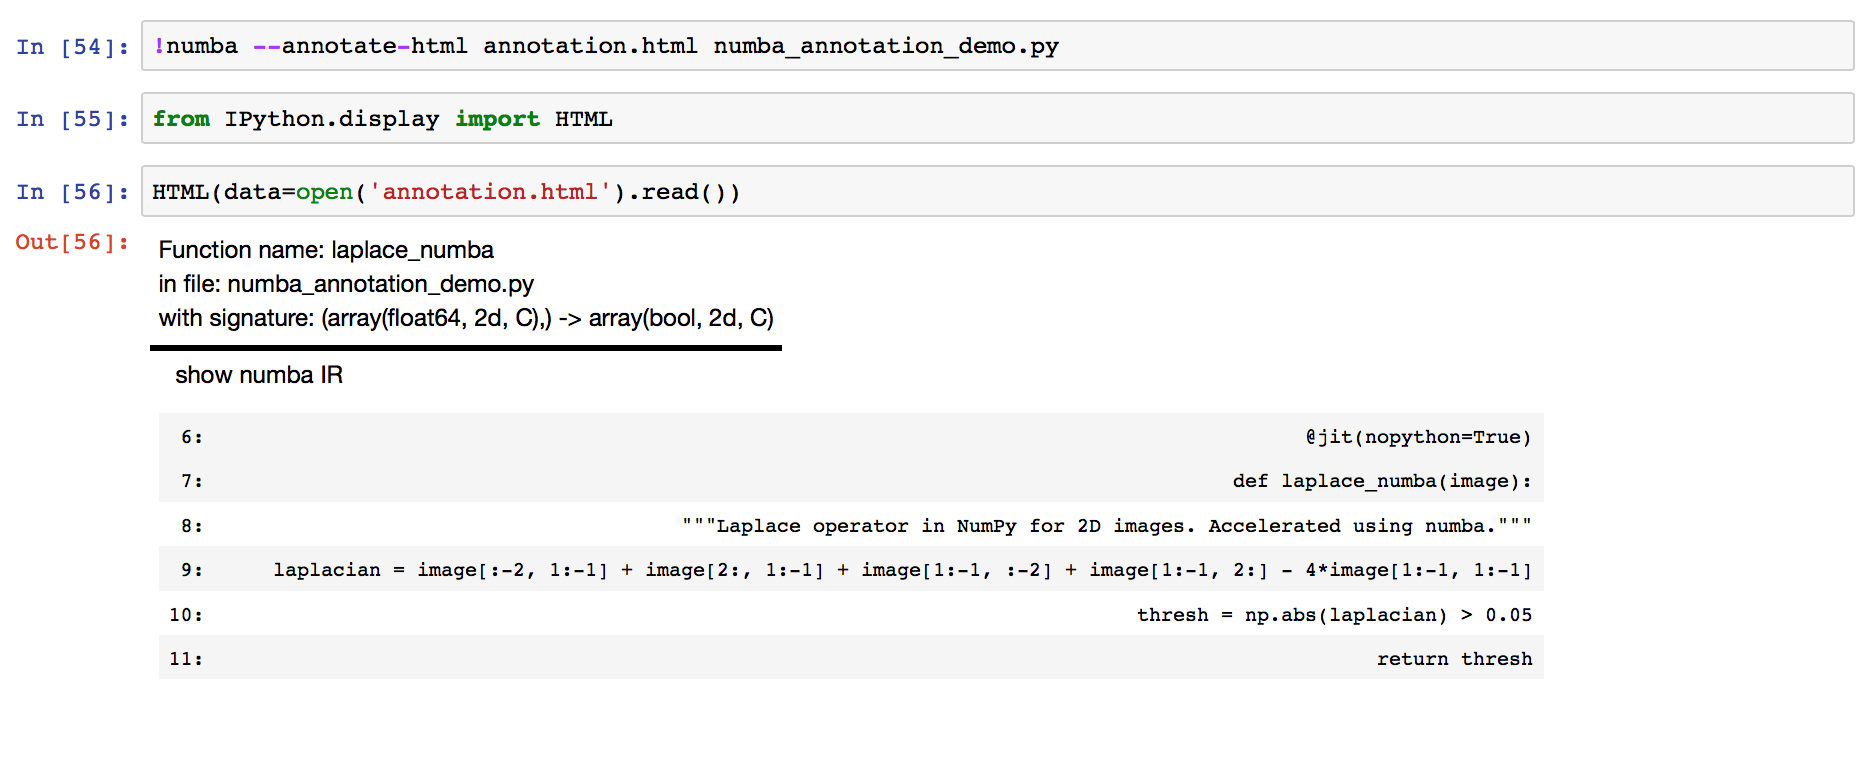 In [54]: !numba --annotate-html annotation.html numba_annotation_demo.py
In [55]: from IPython.display import HTML
In [56]: HTML(data=open('annotation.html').read())
Out[56]: Function name: laplace_numba
in file: numba_annotation_demo.py
with signature: (array(float64, 2d, C),) -> array(bool, 2d, C)
show numba IR
6: @jit(nopython=True)
7: def laplace_numba(image):
8: """Laplace operator in NumPy for 2D images. Accelerated using numba."""
9: laplacian = image[:-2, 1:-1] + image[2:, 1:-1] + image[1:-1, :-2] + image[1:-1, 2:] - 4*image[1:-1, 1:-1]
10: thresh = np.abs(laplacian) > 0.05
11: return thresh